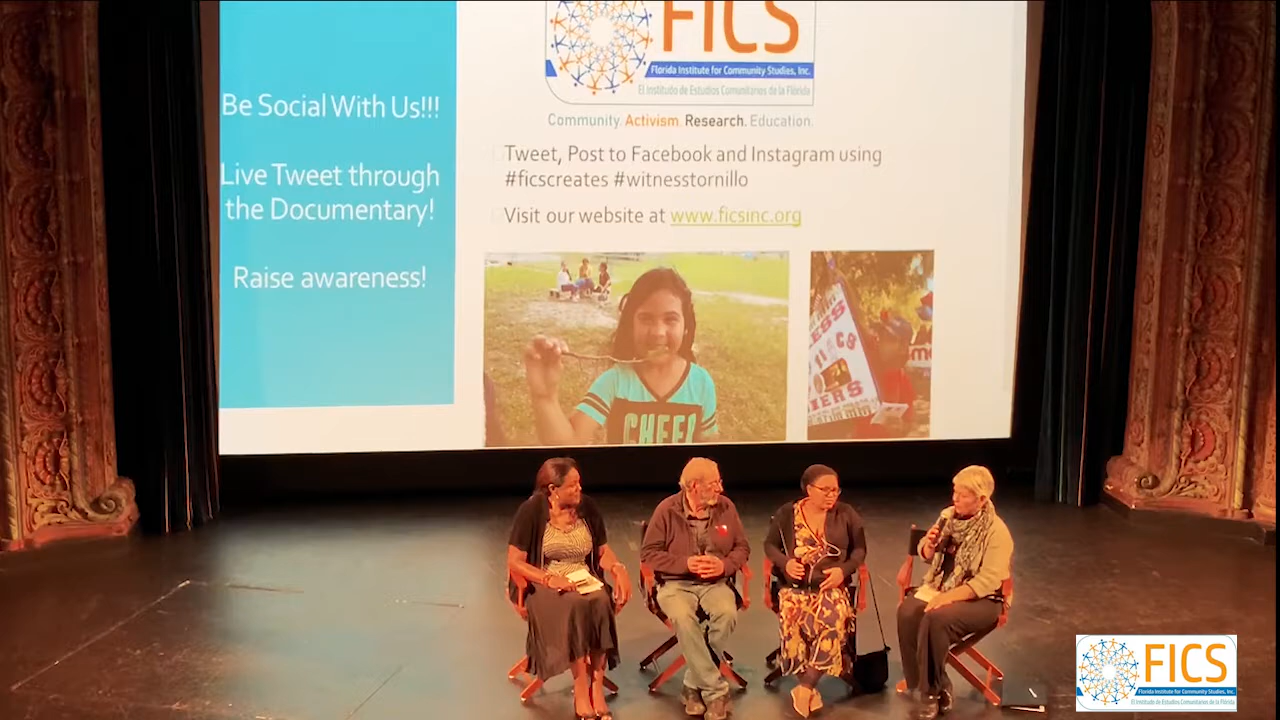 Be Social With Us!!!
Live Tweet through
the Documentary!
Raise awareness!
FICS
Florida Institute for Community Studies, Inc.
El Instituto de Estudios Comunitarios de la Florida
Community. Activism. Research. Education.
Tweet, Post to Facebook and Instagram using
#ficscreates #witnesstornillo
Visit our website at www.ficsinc.org
CHEER
FICS
Florida Institute for Community Studies, Inc.
El Instituto de Estudios Comunitarios de la Florida